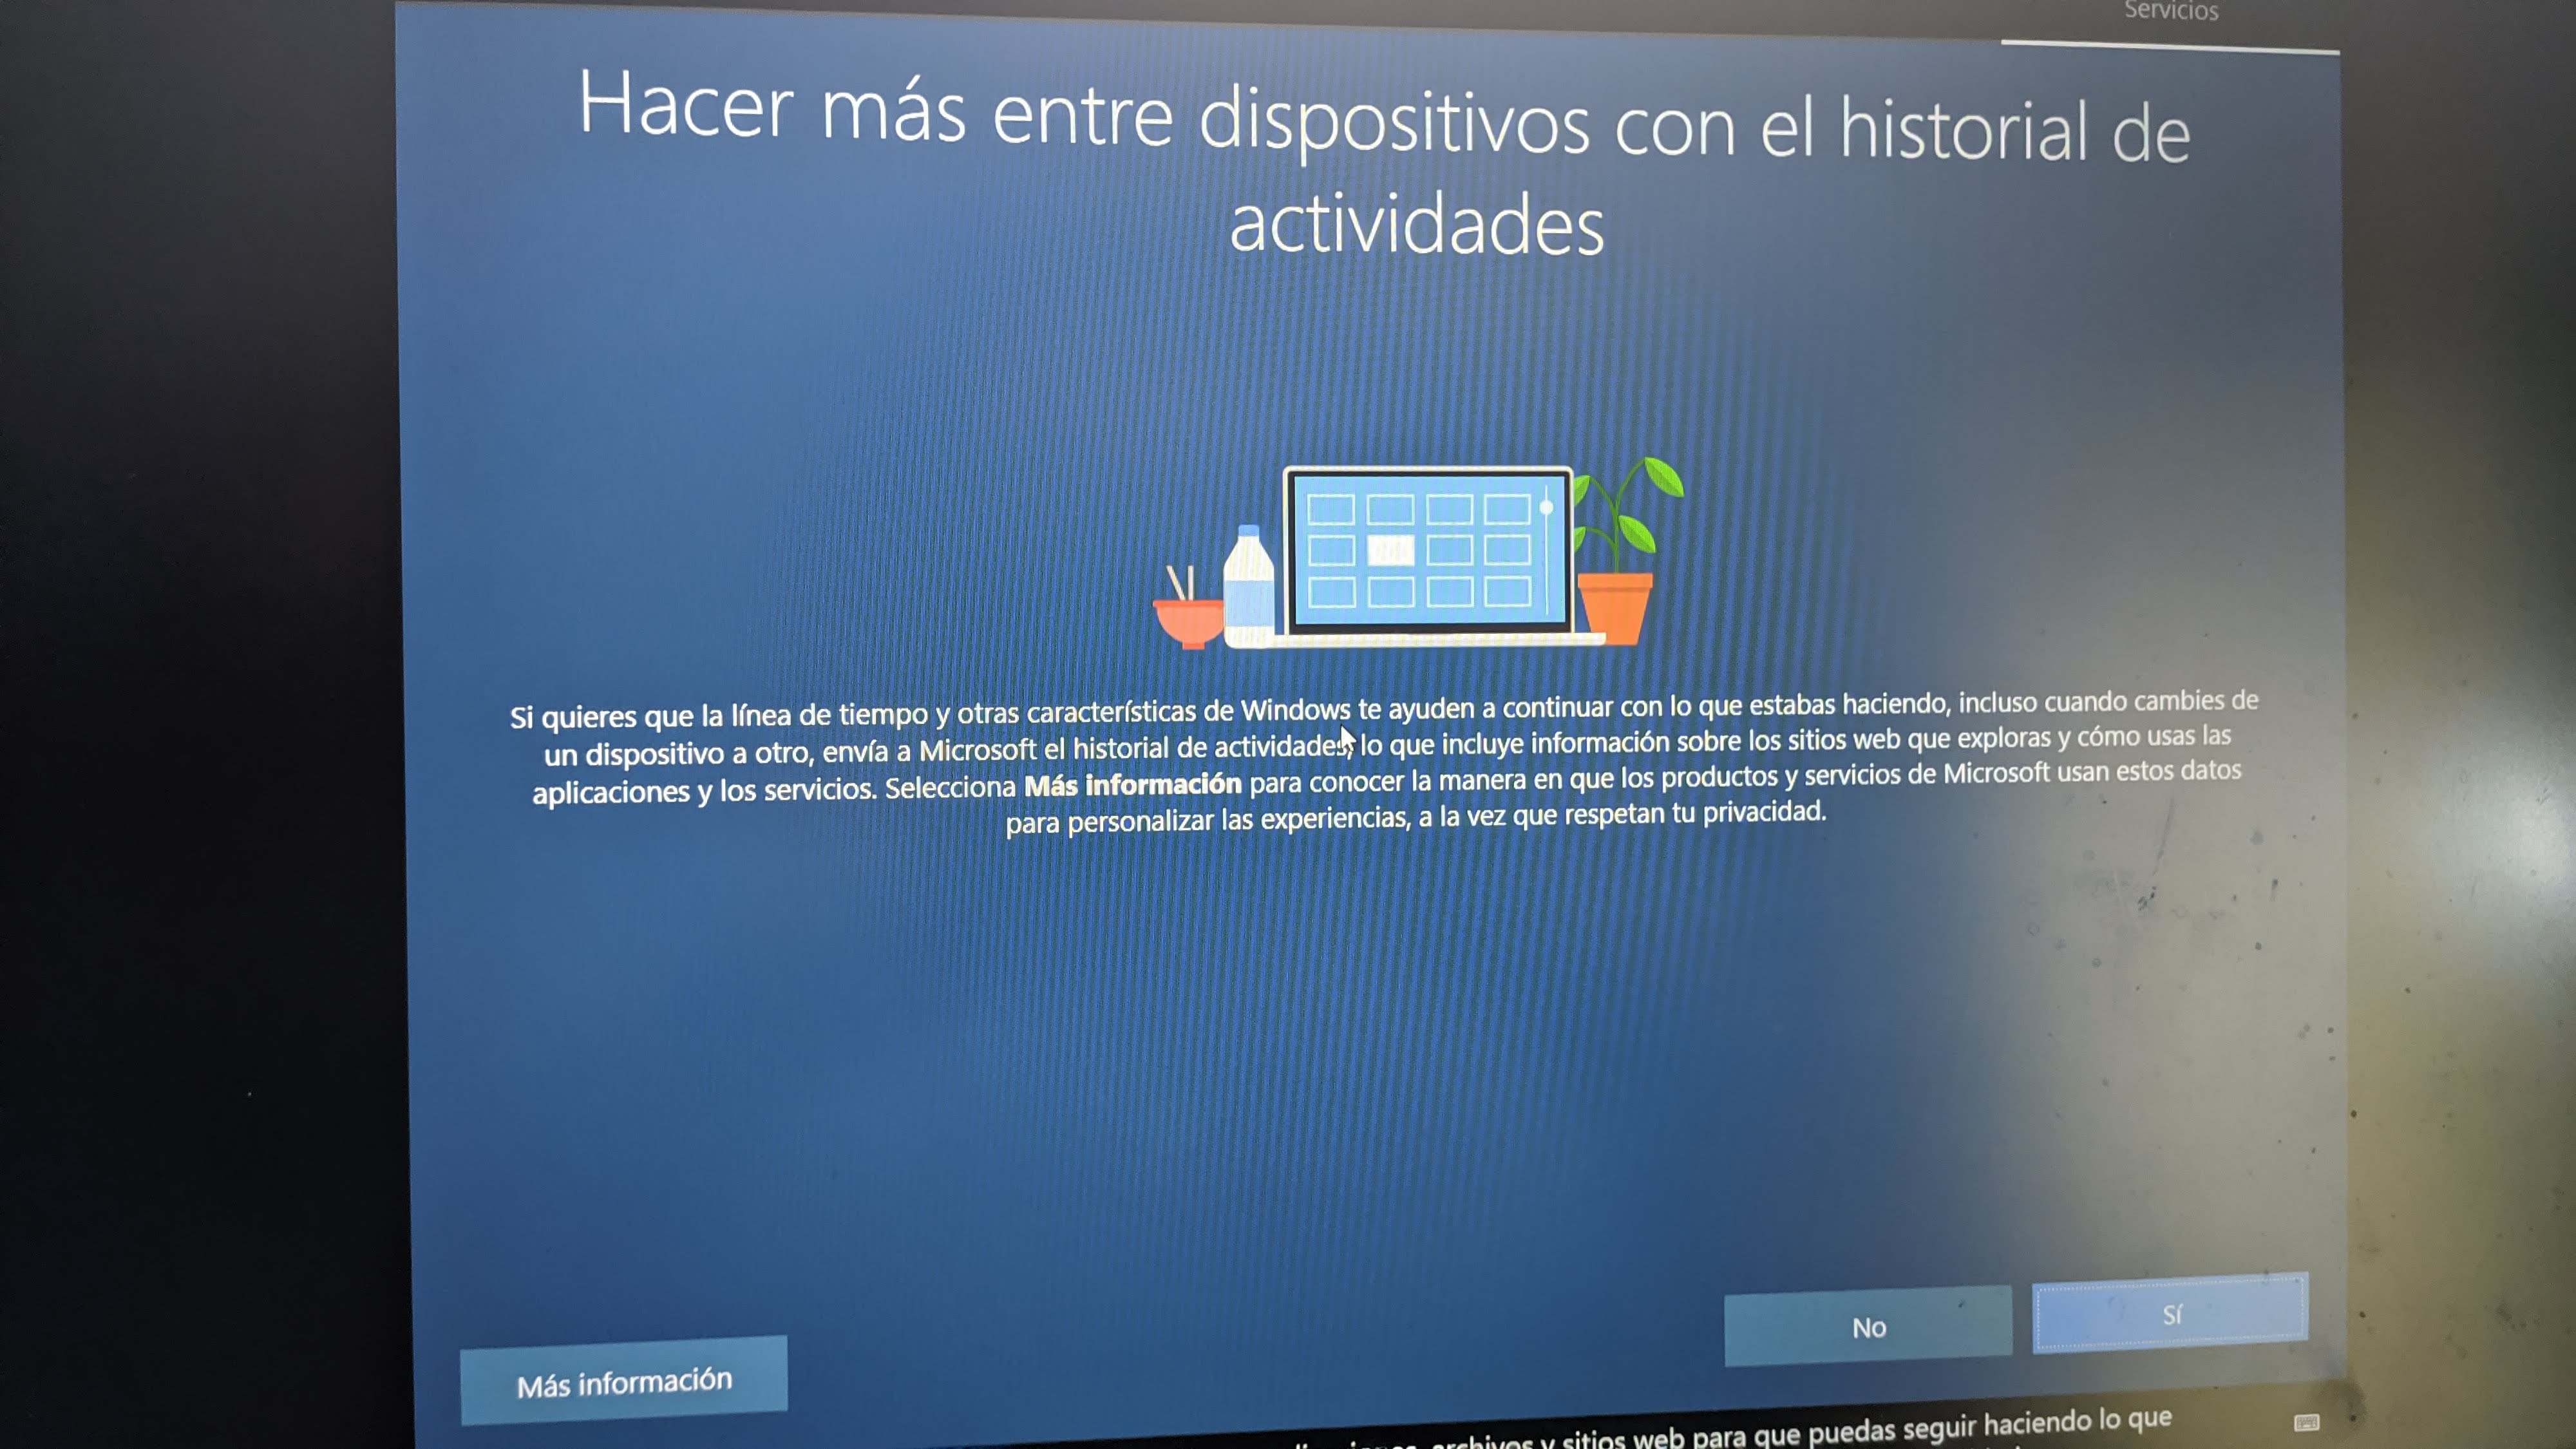 Servicios
Hacer más entre dispositivos con el historial de
actividades
Si quieres que la línea de tiempo y otras características de Windows te ayuden a continuar con lo que estabas haciendo, incluso cuando cambies de
un dispositivo a otro, envía a Microsoft el historial de actividades, lo que incluye información sobre los sitios web que exploras y cómo usas las
aplicaciones y los servicios. Selecciona Más información para conocer la manera en que los productos y servicios de Microsoft usan estos datos
para personalizar las experiencias, a la vez que respetan tu privacidad.
No
Sí
Más información
archivos y sitios web para que puedas seguir haciendo lo que